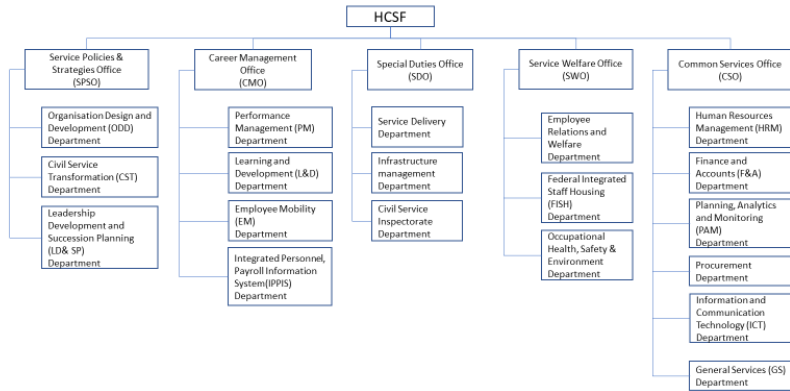 HCSF
Service Policies &
Strategies Office
(SPSO)
Organisation Design and
Development (ODD)
Department
Civil Service
Transformation (CST)
Department
Leadership
Development and
Succession Planning
(LD& SP)
Department
Career Management
Office
(CMO)
Performance
Management (PM)
Department
Learning and
Development (L&D)
Department
Employee Mobility
(EM)
Department
Integrated Personnel,
Payroll Information
System(IPPIS)
Department
Special Duties Office
(SDO)
Service Delivery
Department
Infrastructure
management
Department
Civil Service
Inspectorate
Department
Service Welfare Office
(SWO)
Employee
Relations and
Welfare
Department
Federal Integrated
Staff Housing
(FISH)
Department
Occupational
Health, Safety &
Environment
Department
Common Services Office
(CSO)
Human Resources
Management (HRM)
Department
Finance and
Accounts (F&A)
Department
Planning, Analytics
and Monitoring
(PAM)
Department
Procurement
Department
Information and
Communication
Technology (ICT)
Department
General Services (GS)
Department